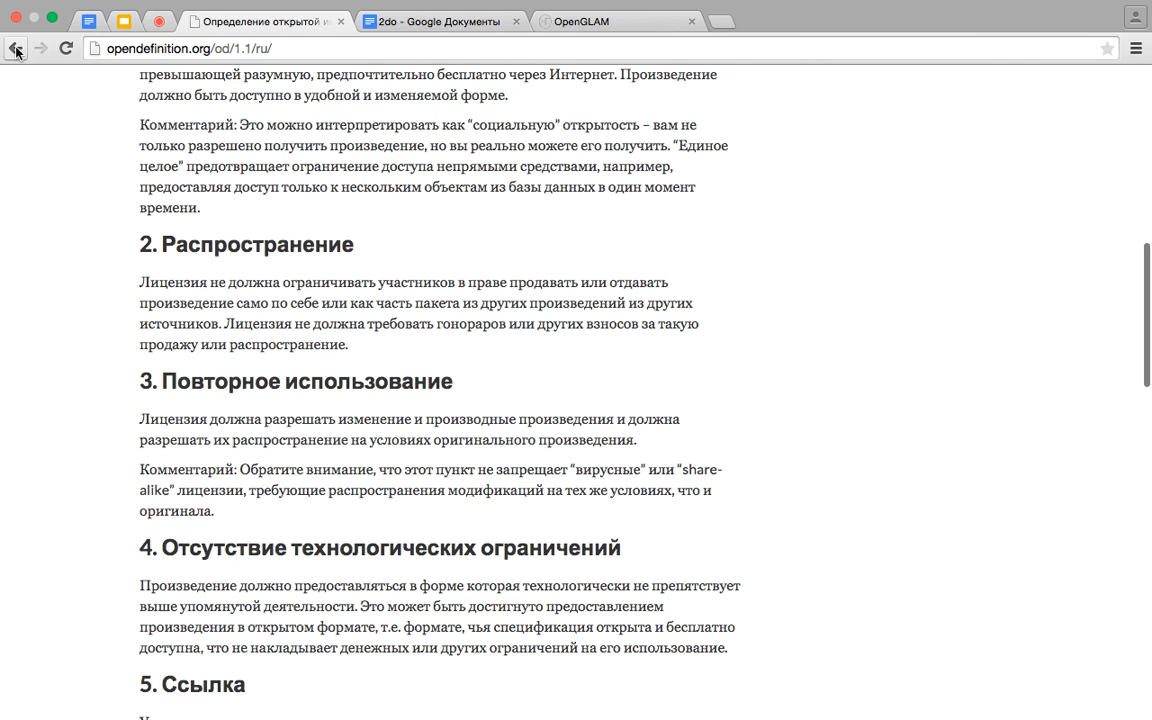 Определение открытой и
2do - Google Документы
OpenGLAM
opendefinition.org/od/1.1/ru/
превышающей разумную, предпочтительно бесплатно через Интернет. Произведение
должно быть доступно в удобной и изменяемой форме.
Комментарий: Это можно интерпретировать как “социальную” открытость – вам не
только разрешено получить произведение, но вы реально можете его получить. “Единое
целое” предотвращает ограничение доступа непрямыми средствами, например,
предоставляя доступ только к нескольким объектам из базы данных в один момент
времени.
2. Распространение
Лицензия не должна ограничивать участников в праве продавать или отдавать
произведение само по себе или как часть пакета из других произведений из других
источников. Лицензия не должна требовать гонораров или других взносов за такую
продажу или распространение.
3. Повторное использование
Лицензия должна разрешать изменение и производные произведения и должна
разрешать их распространение на условиях оригинального произведения.
Комментарий: Обратите внимание, что этот пункт не запрещает “вирусные” или “share-
alike” лицензии, требующие распространения модификаций на тех же условиях, что и
оригинала.
4. Отсутствие технологических ограничений
Произведение должно предоставляться в форме которая технологически не препятствует
выше упомянутой деятельности. Это может быть достигнуто предоставлением
произведения в открытом формате, т.е. формате, чья спецификация открыта и бесплатно
доступна, что не накладывает денежных или других ограничений на его использование.
5. Ссылка